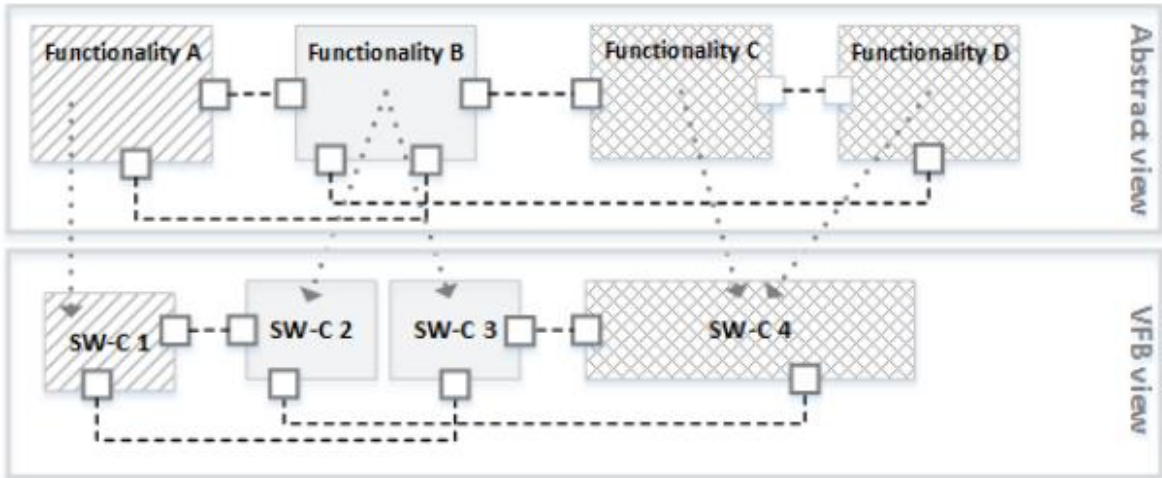 Functionality A
Functionality B
Functionality C
Functionality D
Abstract view
SW-C 1
SW-C 2
SW-C 3
SW-C 4
VFB view